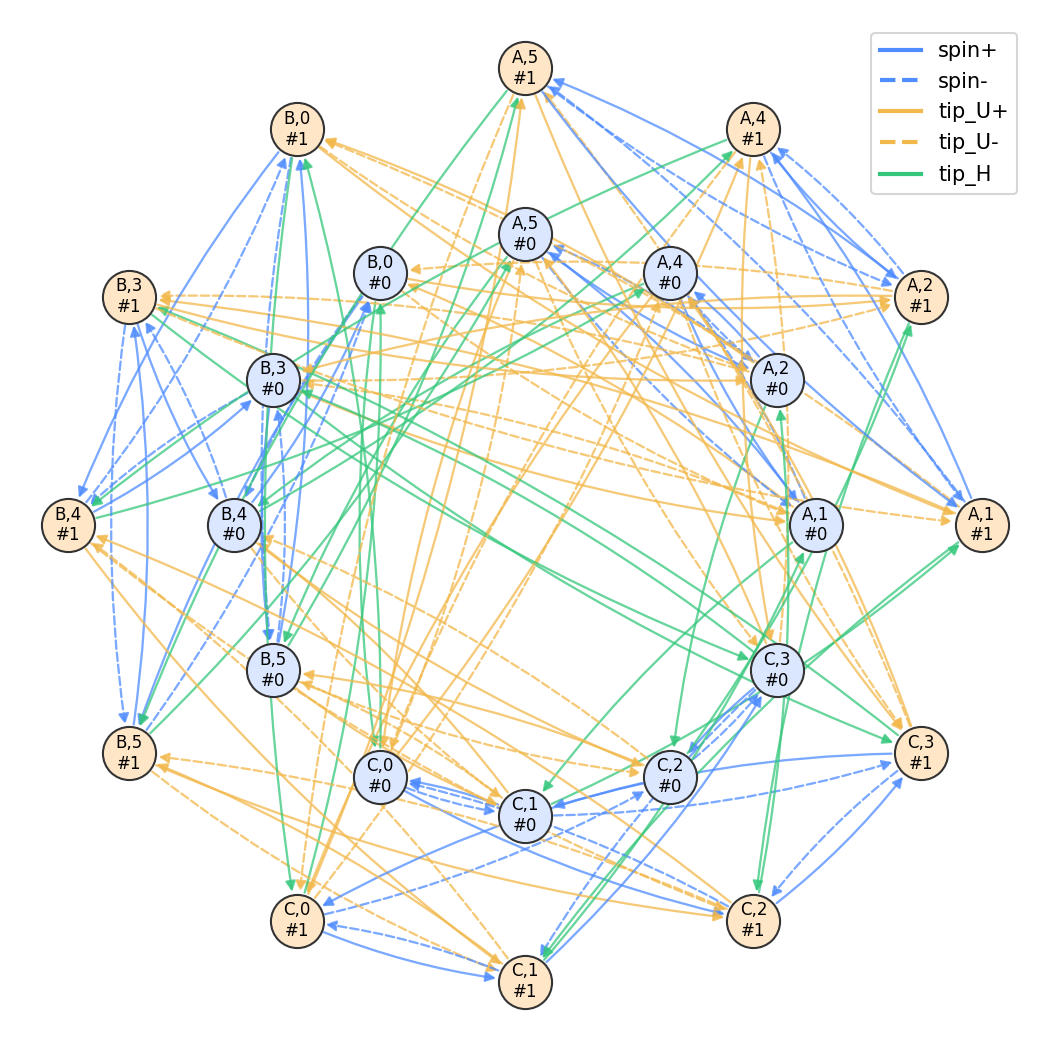 A,5
#1
B,0
#1
A,4
#1
spin+
spin-
tip_U+
tip_U-
tip_H
A,5
#0
B,0
#0
A,4
#0
B,3
#1
A,2
#1
B,3
#0
A,2
#0
B,4
#1
B,4
#0
A,1
#0
A,1
#1
B,5
#0
C,3
#0
B,5
#1
C,0
#0
C,2
#0
C,3
#1
C,1
#0
C,0
#1
C,2
#1
C,1
#1